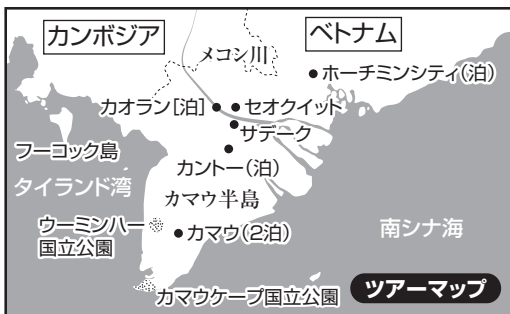 カンボジア
ベトナム
メコン川
ホーチミンシティ(泊)
カオラン[泊]
セオクイット
サデーク
フーコック島
カントー(泊)
タイランド湾
カマウ半島
ウーミンハー
国立公園
カマウ(2泊)
南シナ海
カマウケープ国立公園
ツアーマップ